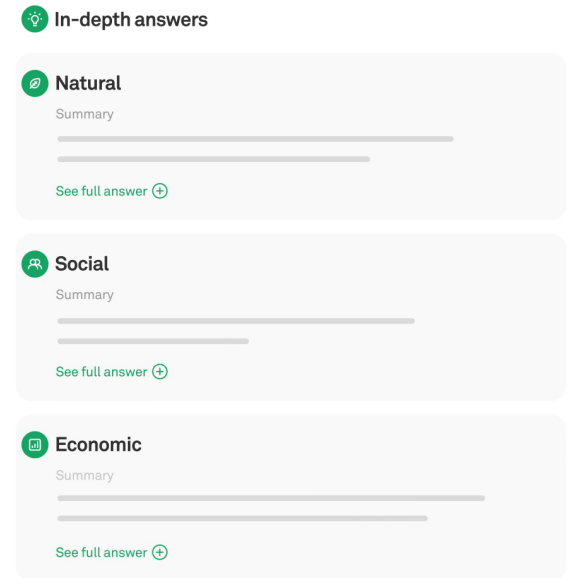 In-depth answers
Natural
Summary
See full answer
Social
Summary
See full answer
Economic
Summary
See full answer